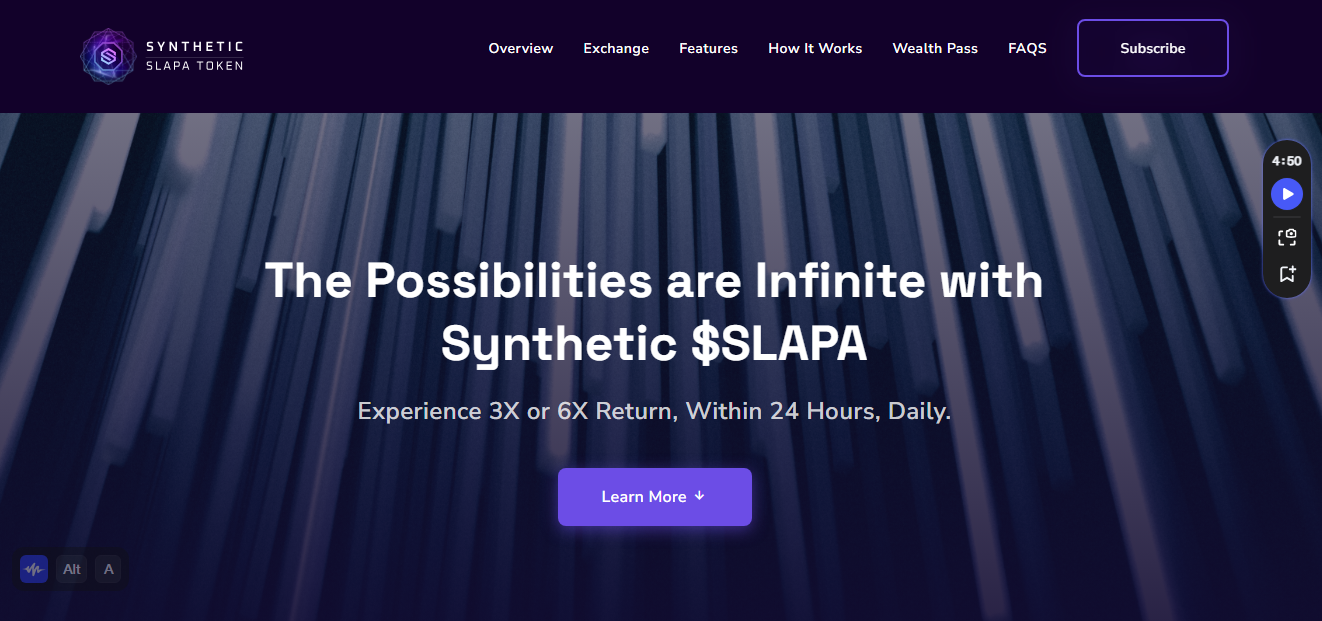 SYNTHETIC
SLAPA TOKEN
Overview Exchange Features How It Works Wealth Pass FAQS Subscribe
4:50
The Possibilities are Infinite with
Synthetic $SLAPA
Experience 3X or 6X Return, Within 24 Hours, Daily.
Learn More ↓
Alt A